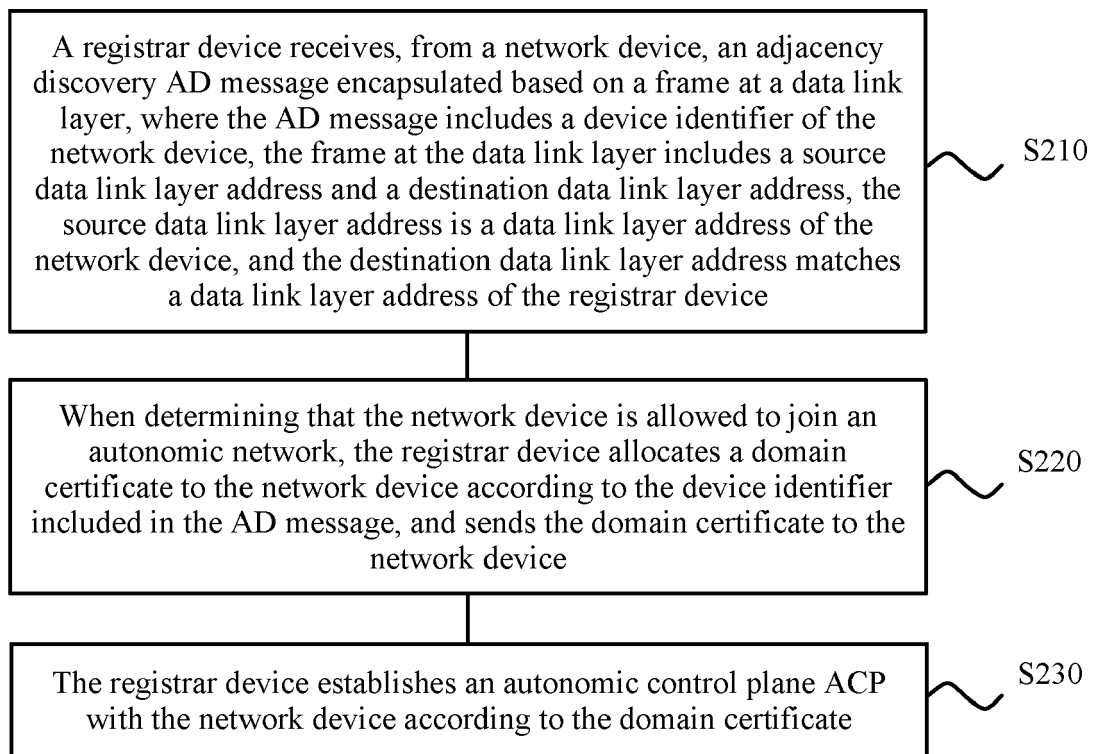 A registrar device receives, from a network device, an adjacency
discovery AD message encapsulated based on a frame at a data link
layer, where the AD message includes a device identifier of the
network device, the frame at the data link layer includes a source
data link layer address and a destination data link layer address, the
source data link layer address is a data link layer address of the
network device, and the destination data link layer address matches
a data link layer address of the registrar device
S210
When determining that the network device is allowed to join an
autonomic network, the registrar device allocates a domain
certificate to the network device according to the device identifier
included in the AD message, and sends the domain certificate to the
network device
S220
The registrar device establishes an autonomic control plane ACP
with the network device according to the domain certificate
S230